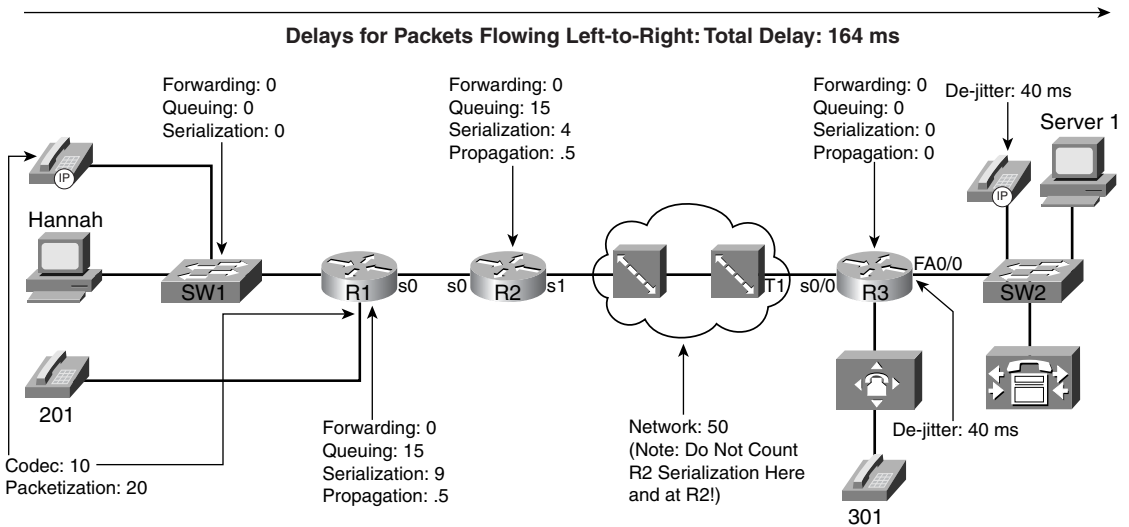 Delays for Packets Flowing Left-to-Right: Total Delay: 164 ms
Forwarding: 0
Queuing: 0
Serialization: 0
Forwarding: 0
Queuing: 15
Serialization: 4
Propagation: .5
Forwarding: 0
Queuing: 0
Serialization: 0
Propagation: 0
De-jitter: 40 ms
Server 1
IP
IP
Hannah
SW1
R1
s0
s0
R2
s1
T1
s0/0
R3
FA0/0
SW2
201
Codec: 10
Packetization: 20
Forwarding: 0
Queuing: 15
Serialization: 9
Propagation: .5
Network: 50
(Note: Do Not Count
R2 Serialization Here
and at R2!)
De-jitter: 40 ms
301